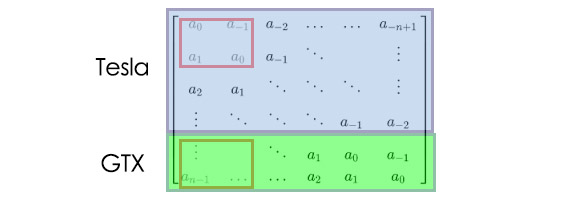 a₀ a₋₁ a₋₂ … … a₋ₙ₊₁
a₁ a₀ a₋₁ ⋱ ⋮
Tesla
a₂ a₁ ⋱ ⋱ ⋱ ⋮
⋮ ⋱ ⋱ ⋱ a₋₁ a₋₂
⋮ ⋱ a₁ a₀ a₋₁
GTX
aₙ₋₁ … … a₂ a₁ a₀